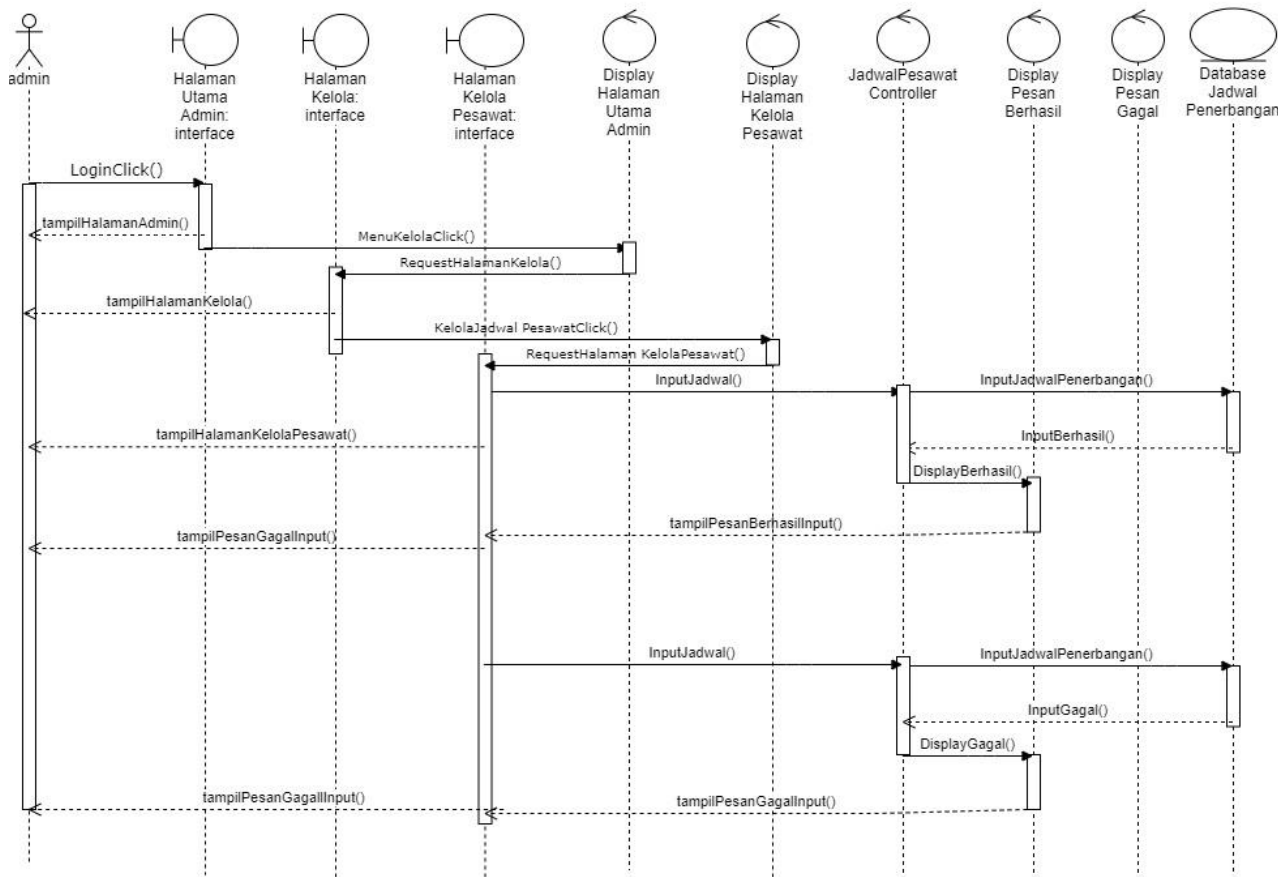 admin
Halaman
Utama
Admin:
interface
Halaman
Kelola:
interface
Halaman
Kelola
Pesawat:
interface
Display
Halaman
Utama
Admin
Display
Halaman
Kelola
Pesawat
JadwalPesawat
Controller
Display
Pesan
Berhasil
Display
Pesan
Gagal
Database
Jadwal
Penerbangan
LoginClick()
tampilHalamanAdmin()
MenuKelolaClick()
RequestHalamanKelola()
tampilHalamanKelola()
KelolaJadwal PesawatClick()
RequestHalaman KelolaPesawat()
InputJadwal()
InputJadwalPenerbangan()
tampilHalamanKelolaPesawat()
InputBerhasil()
DisplayBerhasil()
tampilPesanBerhasilInput()
tampilPesanGagalInput()
InputJadwal()
InputJadwalPenerbangan()
InputGagal()
DisplayGagal()
tampilPesanGagalIInput()
tampilPesanGagalInput()